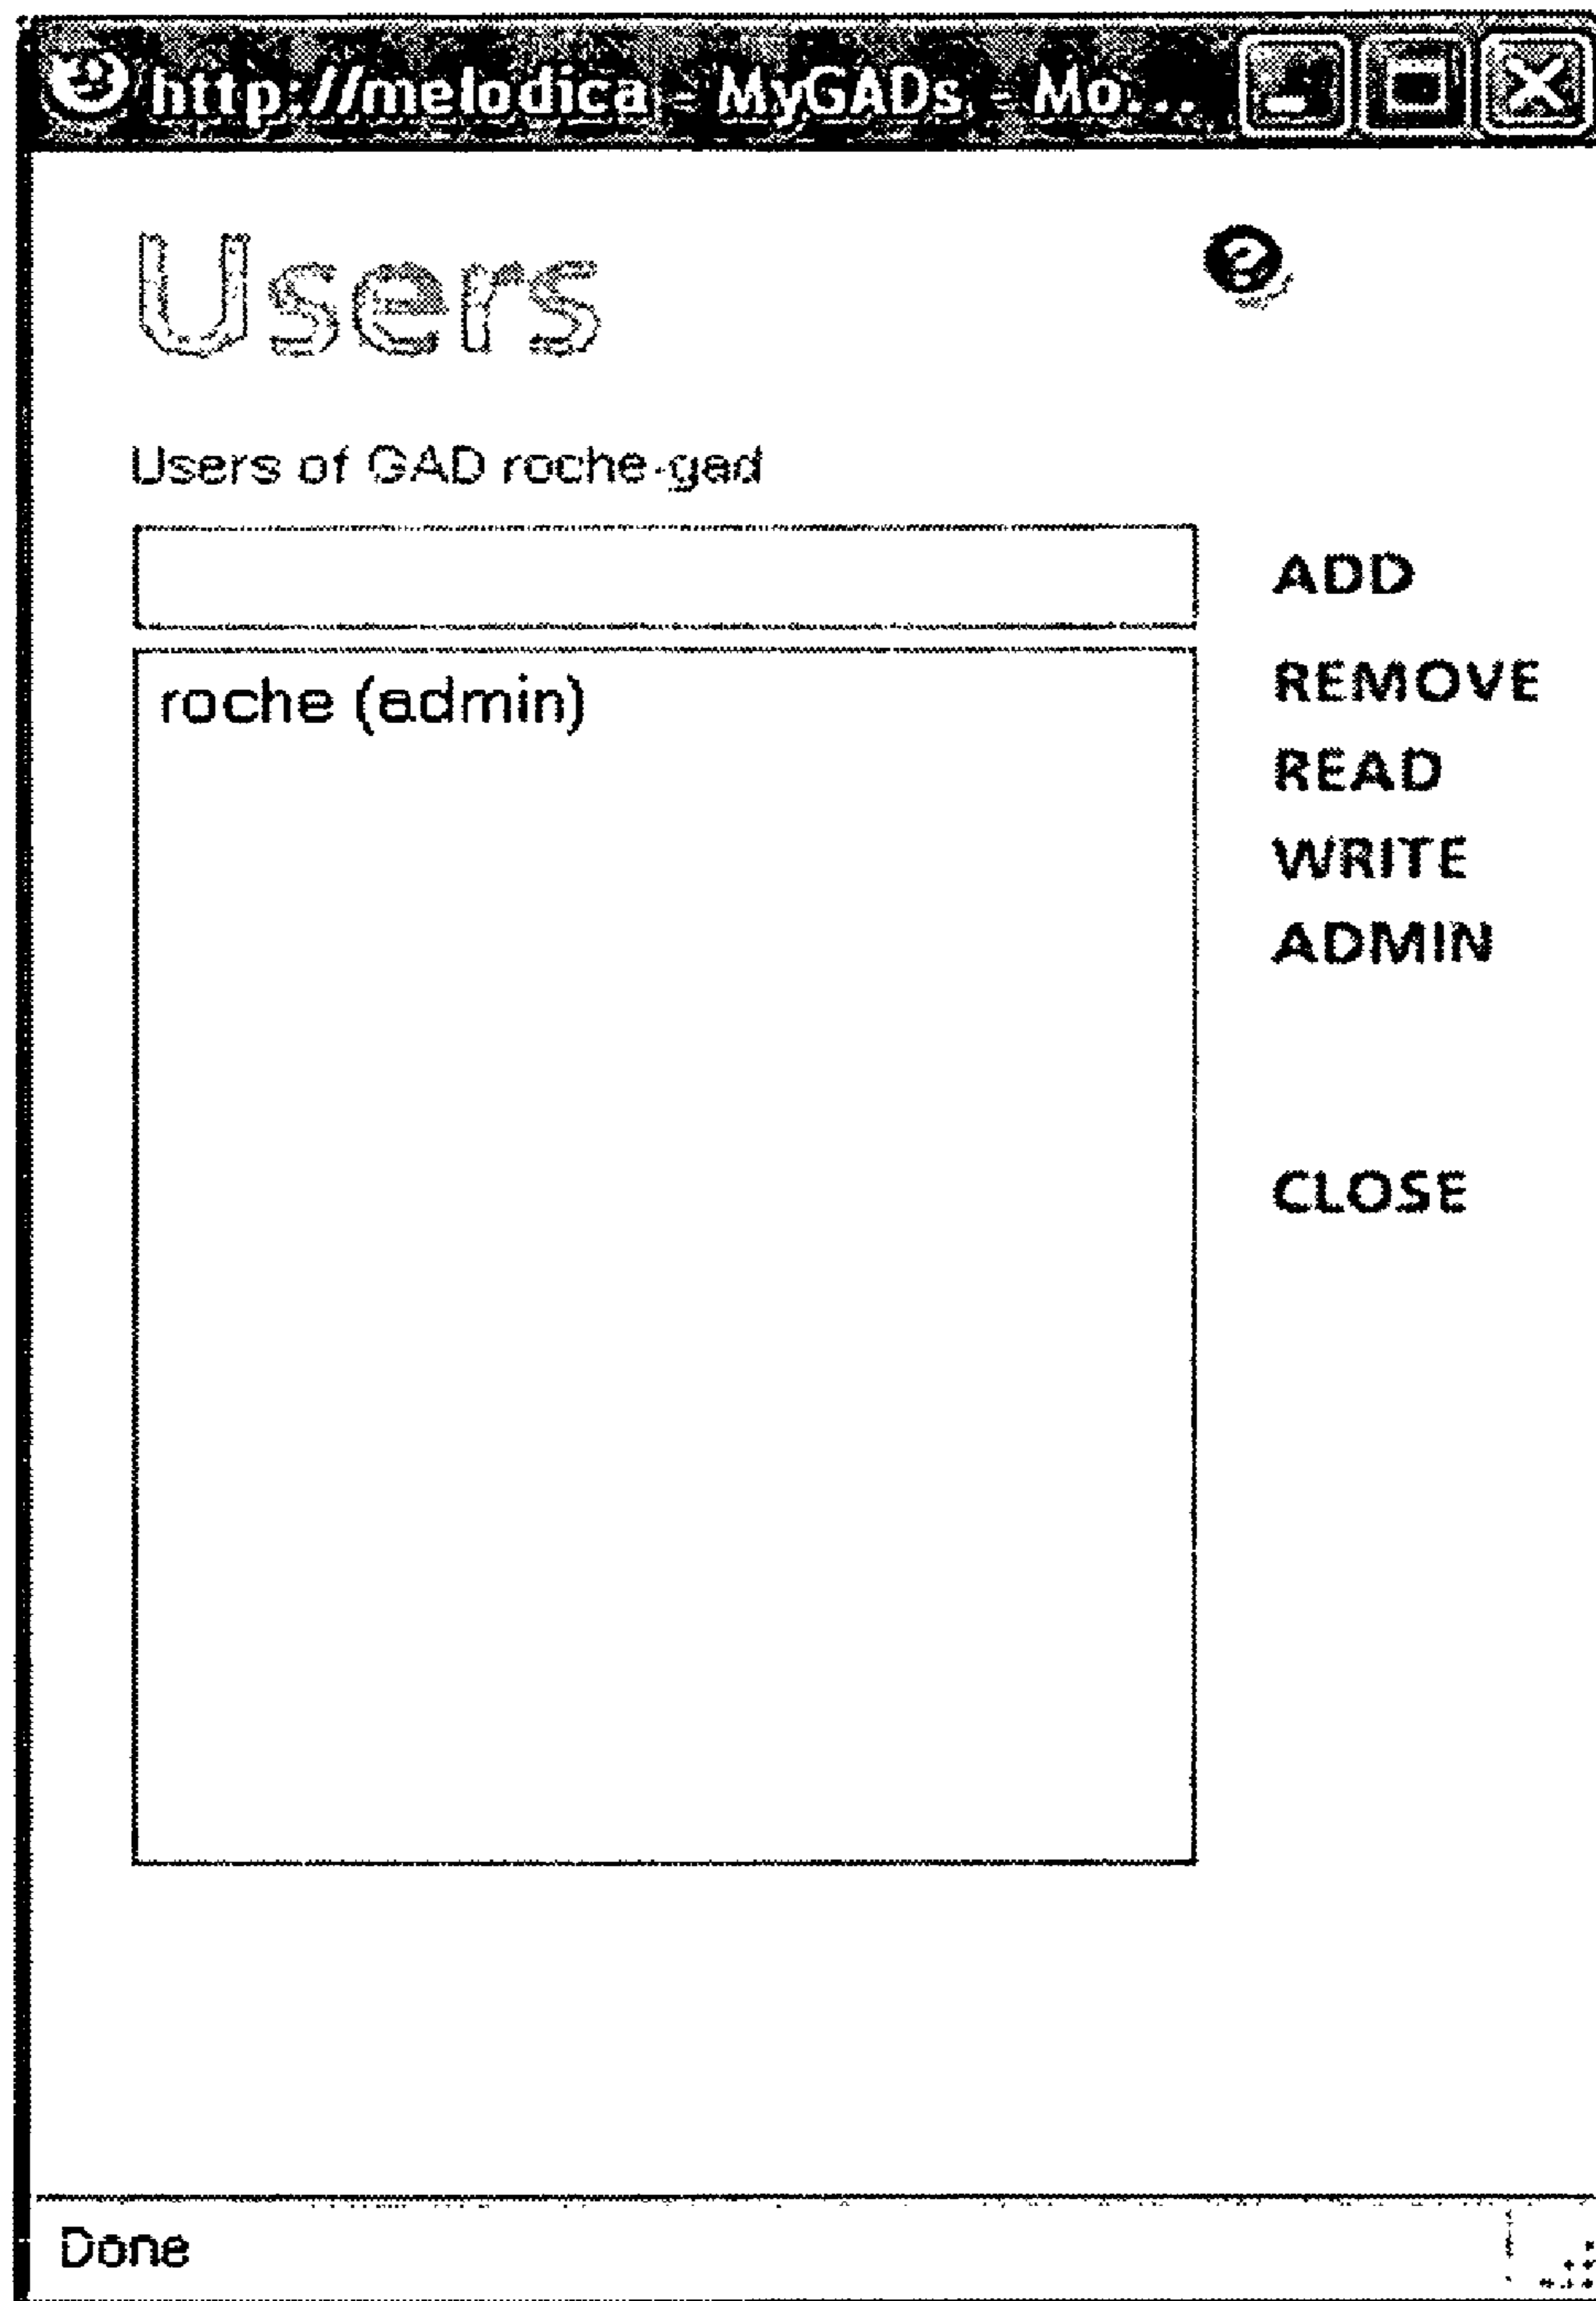 http://melodica - MyGADs - Mo...
Users
Users of GAD roche-gad
ADD
roche (admin)
REMOVE
READ
WRITE
ADMIN
CLOSE
Done